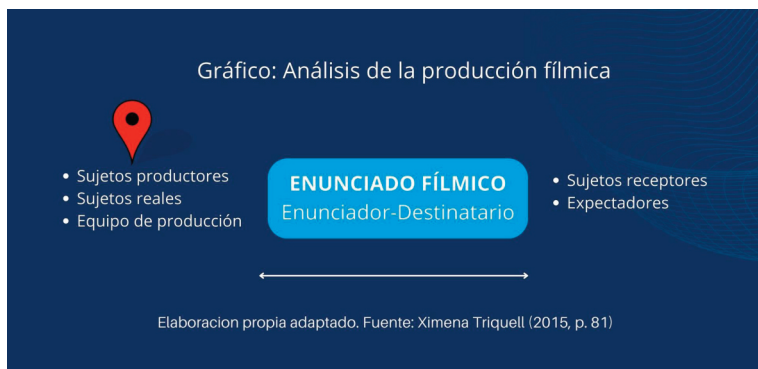 Gráfico: Análisis de la producción fílmica
• Sujetos productores
• Sujetos reales
• Equipo de producción
ENUNCIADO FÍLMICO
Enunciador-Destinatario
• Sujetos receptores
• Expectadores
Elaboracion propia adaptado. Fuente: Ximena Triquell (2015, p. 81)